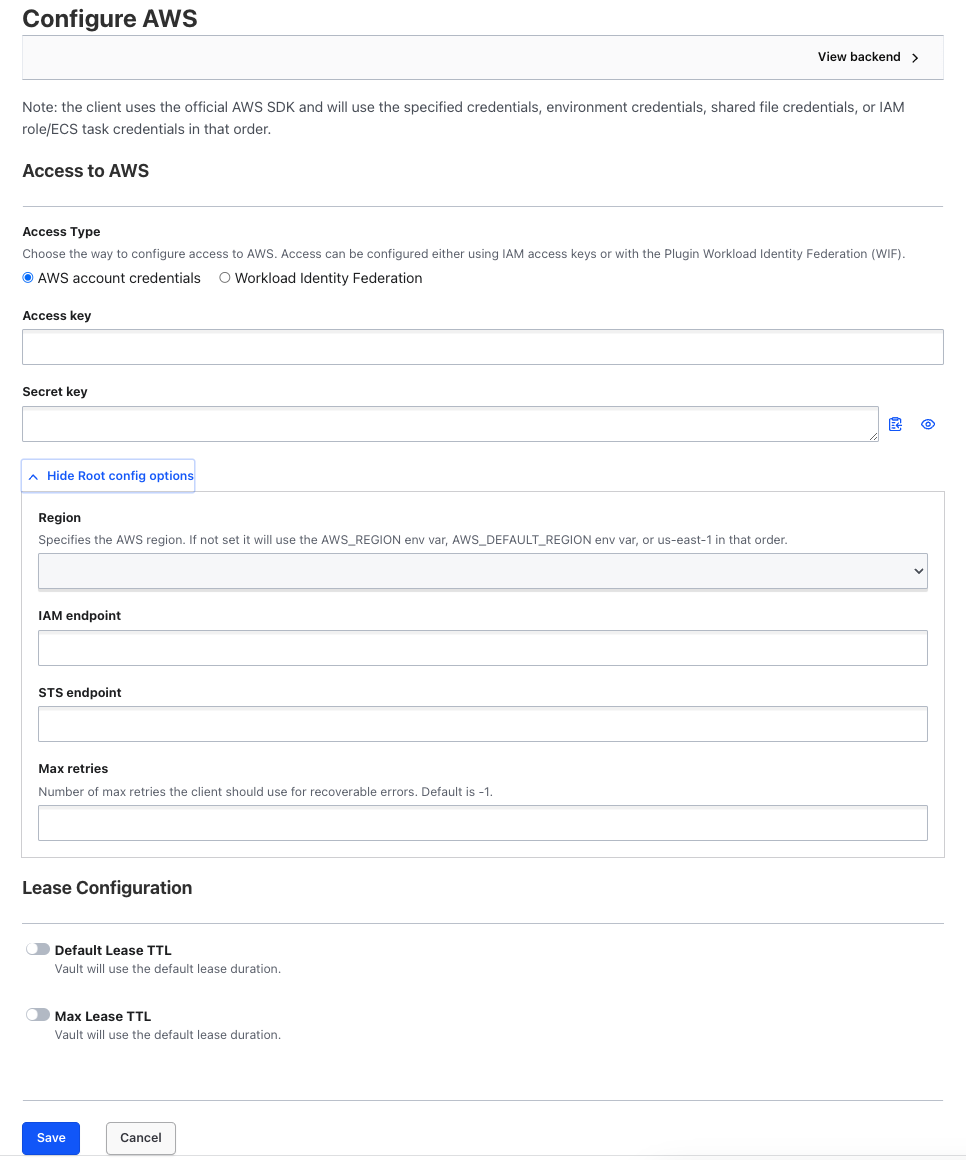 Configure AWS
View backend
Note: the client uses the official AWS SDK and will use the specified credentials, environment credentials, shared file credentials, or IAM
role/ECS task credentials in that order.
Access to AWS
Access Type
Choose the way to configure access to AWS. Access can be configured either using IAM access keys or with the Plugin Workload Identity Federation (WIF).
AWS account credentials Workload Identity Federation
Access key
Secret key
Hide Root config options
Region
Specifies the AWS region. If not set it will use the AWS_REGION env var, AWS_DEFAULT_REGION env var, or us-east-1 in that order.
IAM endpoint
STS endpoint
Max retries
Number of max retries the client should use for recoverable errors. Default is -1.
Lease Configuration
Default Lease TTL
Vault will use the default lease duration.
Max Lease TTL
Vault will use the default lease duration.
Save Cancel